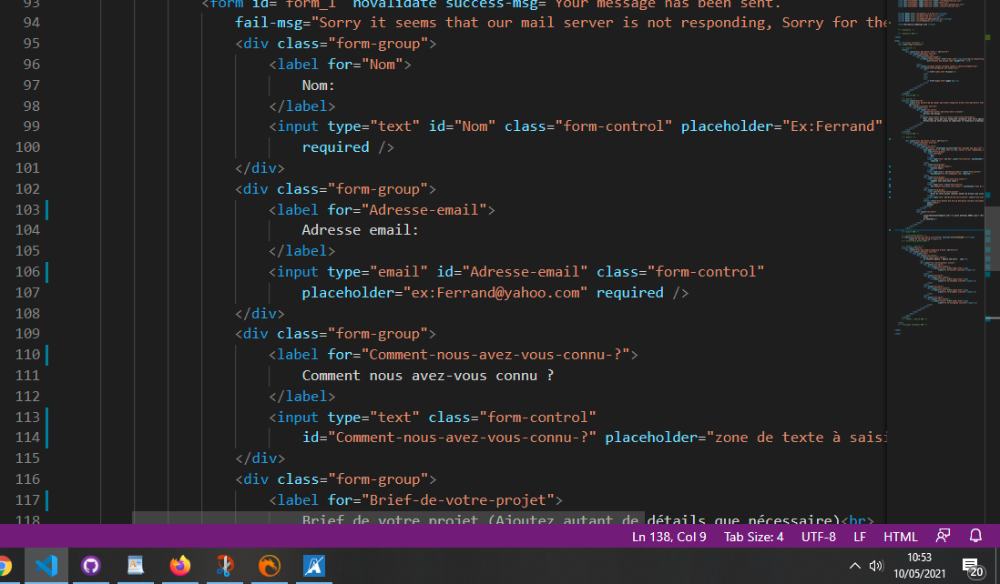 93 <form id="form_1" novalidate success-msg="Your message has been sent.
94 fail-msg="Sorry it seems that our mail server is not responding, Sorry for the
95 <div class="form-group">
96 <label for="Nom">
97 Nom:
98 </label>
99 <input type="text" id="Nom" class="form-control" placeholder="Ex:Ferrand"
100 required />
101 </div>
102 <div class="form-group">
103 <label for="Adresse-email">
104 Adresse email:
105 </label>
106 <input type="email" id="Adresse-email" class="form-control"
107 placeholder="ex:Ferrand@yahoo.com" required />
108 </div>
109 <div class="form-group">
110 <label for="Comment-nous-avez-vous-connu-?">
111 Comment nous avez-vous connu ?
112 </label>
113 <input type="text" class="form-control"
114 id="Comment-nous-avez-vous-connu-?" placeholder="zone de texte à saisi
115 </div>
116 <div class="form-group">
117 <label for="Brief-de-votre-projet">
118 Brief de votre projet (Ajoutez autant de détails que nécessaire)<br>
Ln 138, Col 9 Tab Size: 4 UTF-8 LF HTML
10:53
10/05/2021
20